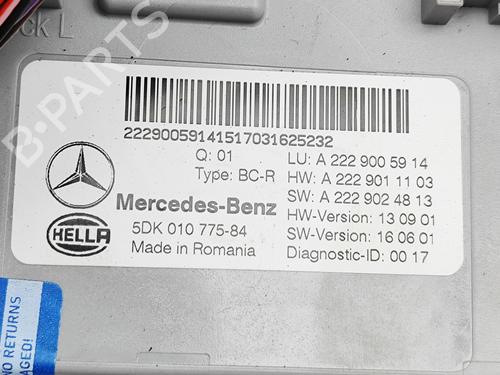 ck L
B-PARTS
22290059141517031625232
Q: 01
Type: BC-R
LU: A 222 900 59 14
HW: A 222 901 11 03
SW: A 222 902 48 13
HW-Version: 13 09 01
SW-Version: 16 06 01
Diagnostic-ID: 00 17
Mercedes-Benz
HELLA
5DK 010 775-84
Made in Romania
NO RETURNS